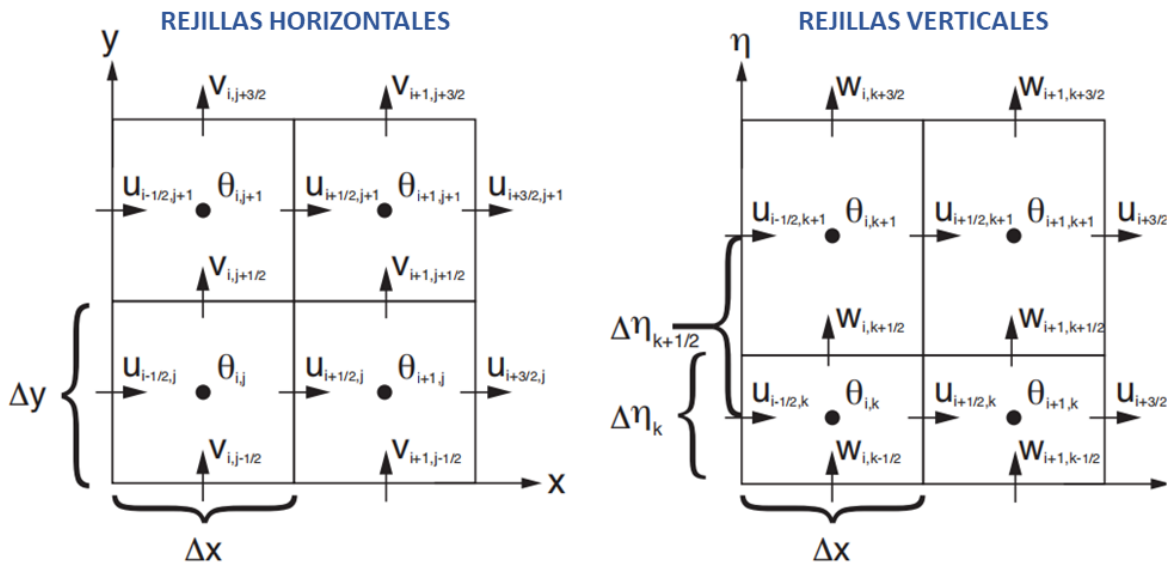 REJILLAS HORIZONTALES
y
v i,j+3/2
v i+1,j+3/2
u i-1/2,j+1
θ i,j+1
u i+1/2,j+1
θ i+1,j+1
u i+3/2,j+1
v i,j+1/2
v i+1,j+1/2
Δy
u i-1/2,j
θ i,j
u i+1/2,j
θ i+1,j
u i+3/2,j
v i,j-1/2
v i+1,j-1/2
x
Δx
REJILLAS VERTICALES
η
w i,k+3/2
w i+1,k+3/2
u i-1/2,k+1
θ i,k+1
u i+1/2,k+1
θ i+1,k+1
u i+3/2
Δη k+1/2
w i,k+1/2
w i+1,k+1/2
Δη k
u i-1/2,k
θ i,k
u i+1/2,k
θ i+1,k
u i+3/2
w i,k-1/2
w i+1,k-1/2
Δx